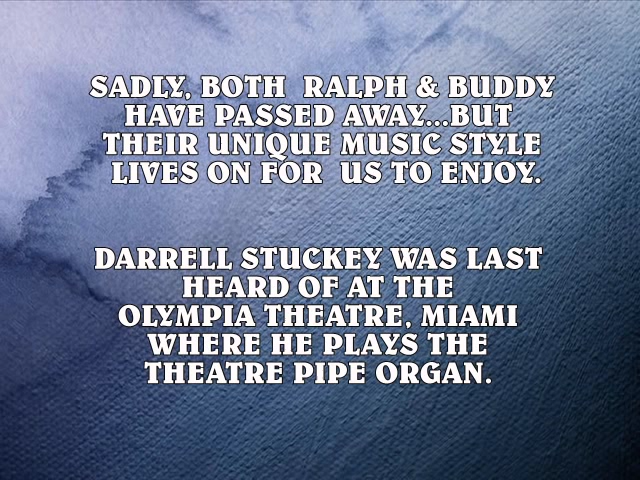 SADLY, BOTH  RALPH & BUDDY
HAVE PASSED AWAY...BUT
THEIR UNIQUE MUSIC STYLE
LIVES ON FOR  US TO ENJOY.
DARRELL STUCKEY WAS LAST
HEARD OF AT THE
OLYMPIA THEATRE, MIAMI
WHERE HE PLAYS THE
THEATRE PIPE ORGAN.